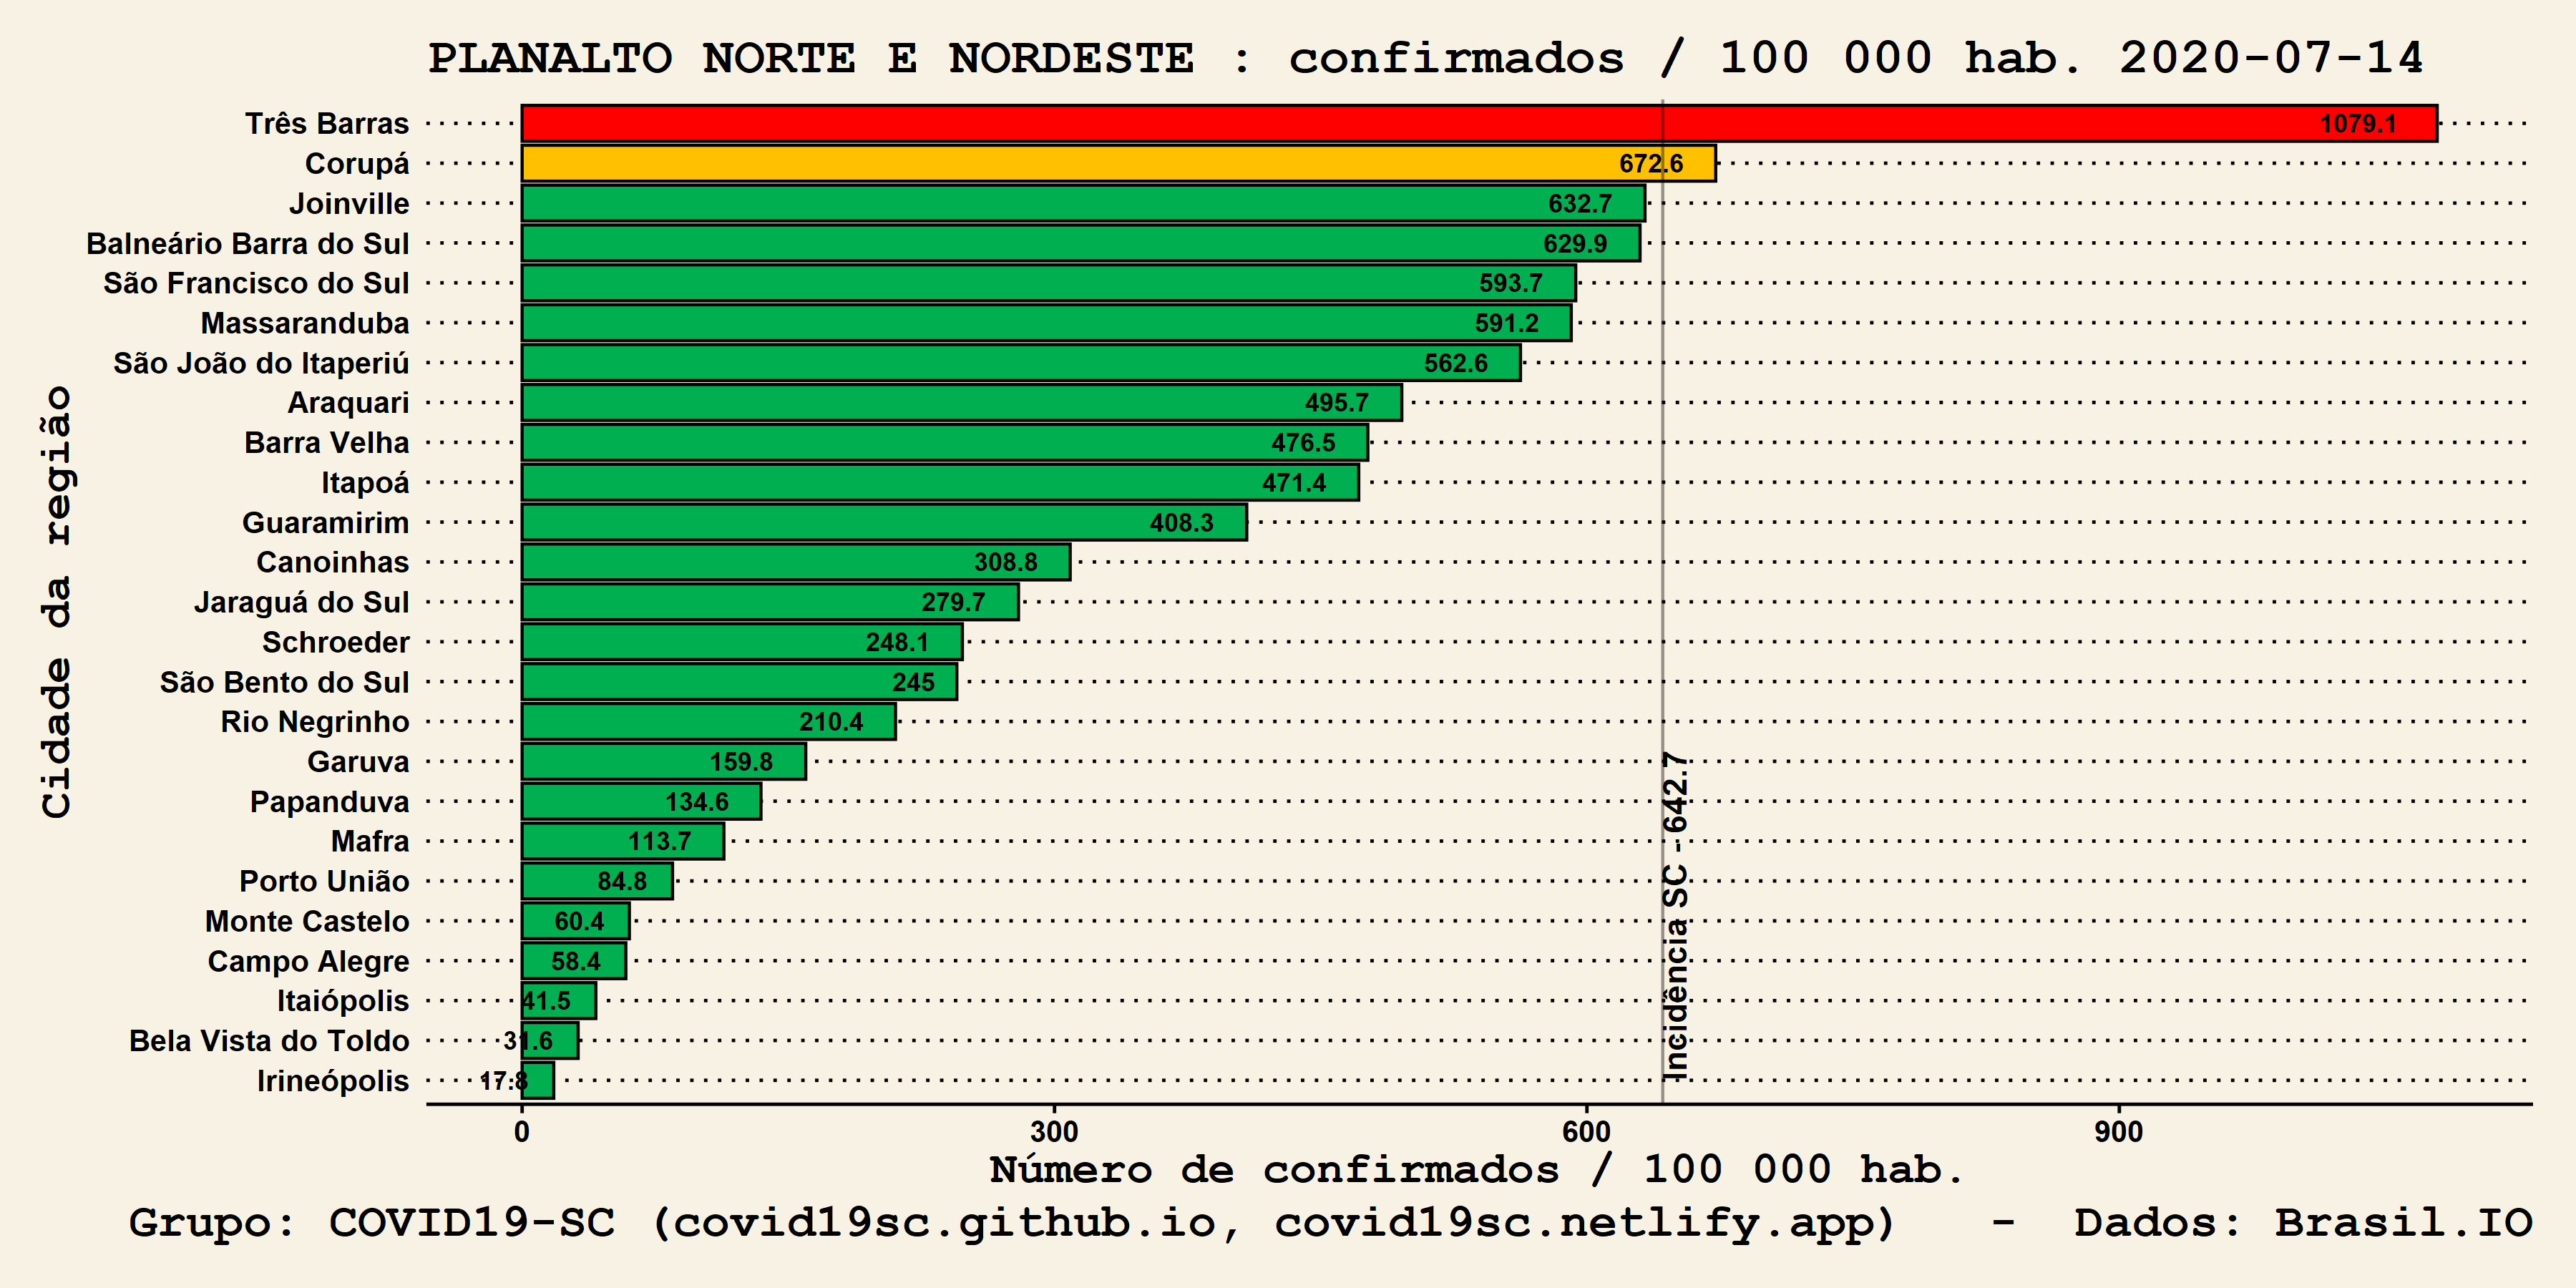 PLANALTO NORTE E NORDESTE : confirmados / 100 000 hab. 2020-07-14
Cidade da região
Três Barras 1079.1
Corupá 672.6
Joinville 632.7
Balneário Barra do Sul 629.9
São Francisco do Sul 593.7
Massaranduba 591.2
São João do Itaperiú 562.6
Araquari 495.7
Barra Velha 476.5
Itapoá 471.4
Guaramirim 408.3
Canoinhas 308.8
Jaraguá do Sul 279.7
Schroeder 248.1
São Bento do Sul 245
Rio Negrinho 210.4
Garuva 159.8
Papanduva 134.6
Mafra 113.7
Porto União 84.8
Monte Castelo 60.4
Campo Alegre 58.4
Itaiópolis 41.5
Bela Vista do Toldo 31.6
Irineópolis 17.8
Incidência SC - 642.7
0 300 600 900
Número de confirmados / 100 000 hab.
Grupo: COVID19-SC (covid19sc.github.io, covid19sc.netlify.app) - Dados: Brasil.IO